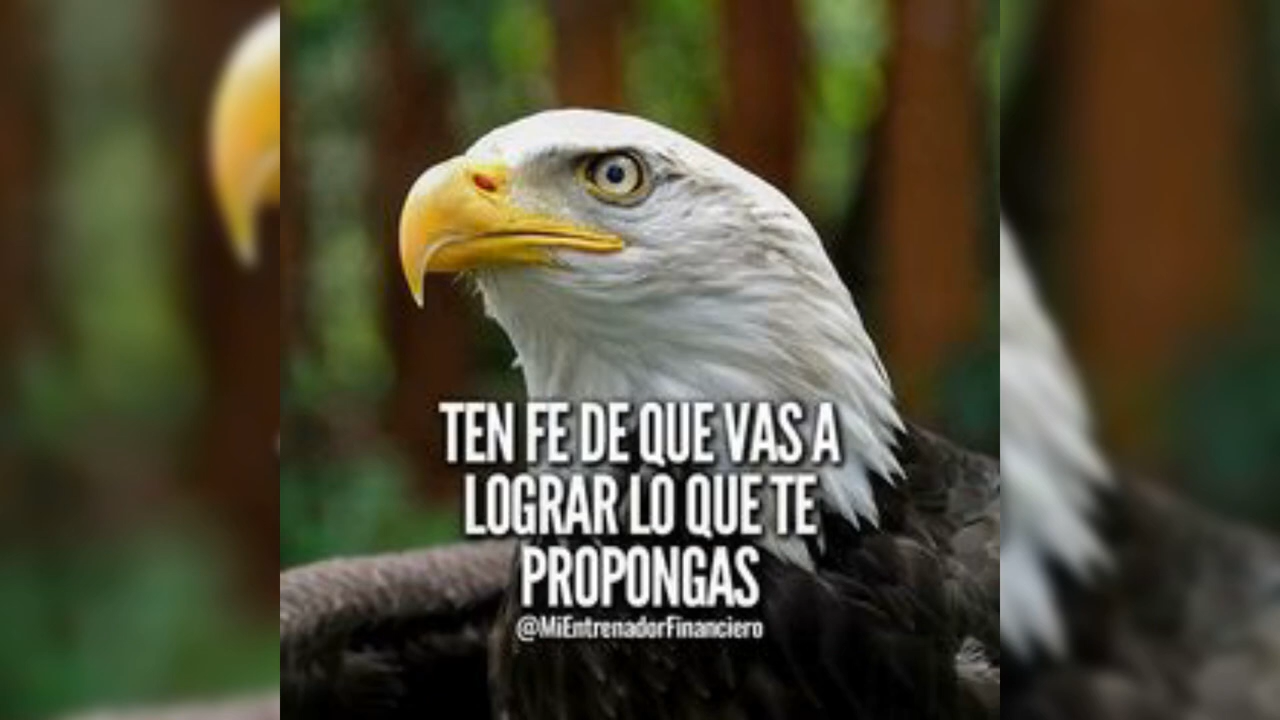 TEN FE DE QUE VAS A
LOGRAR LO QUE TE
PROPONGAS
@MiEntrenadorFinanciero